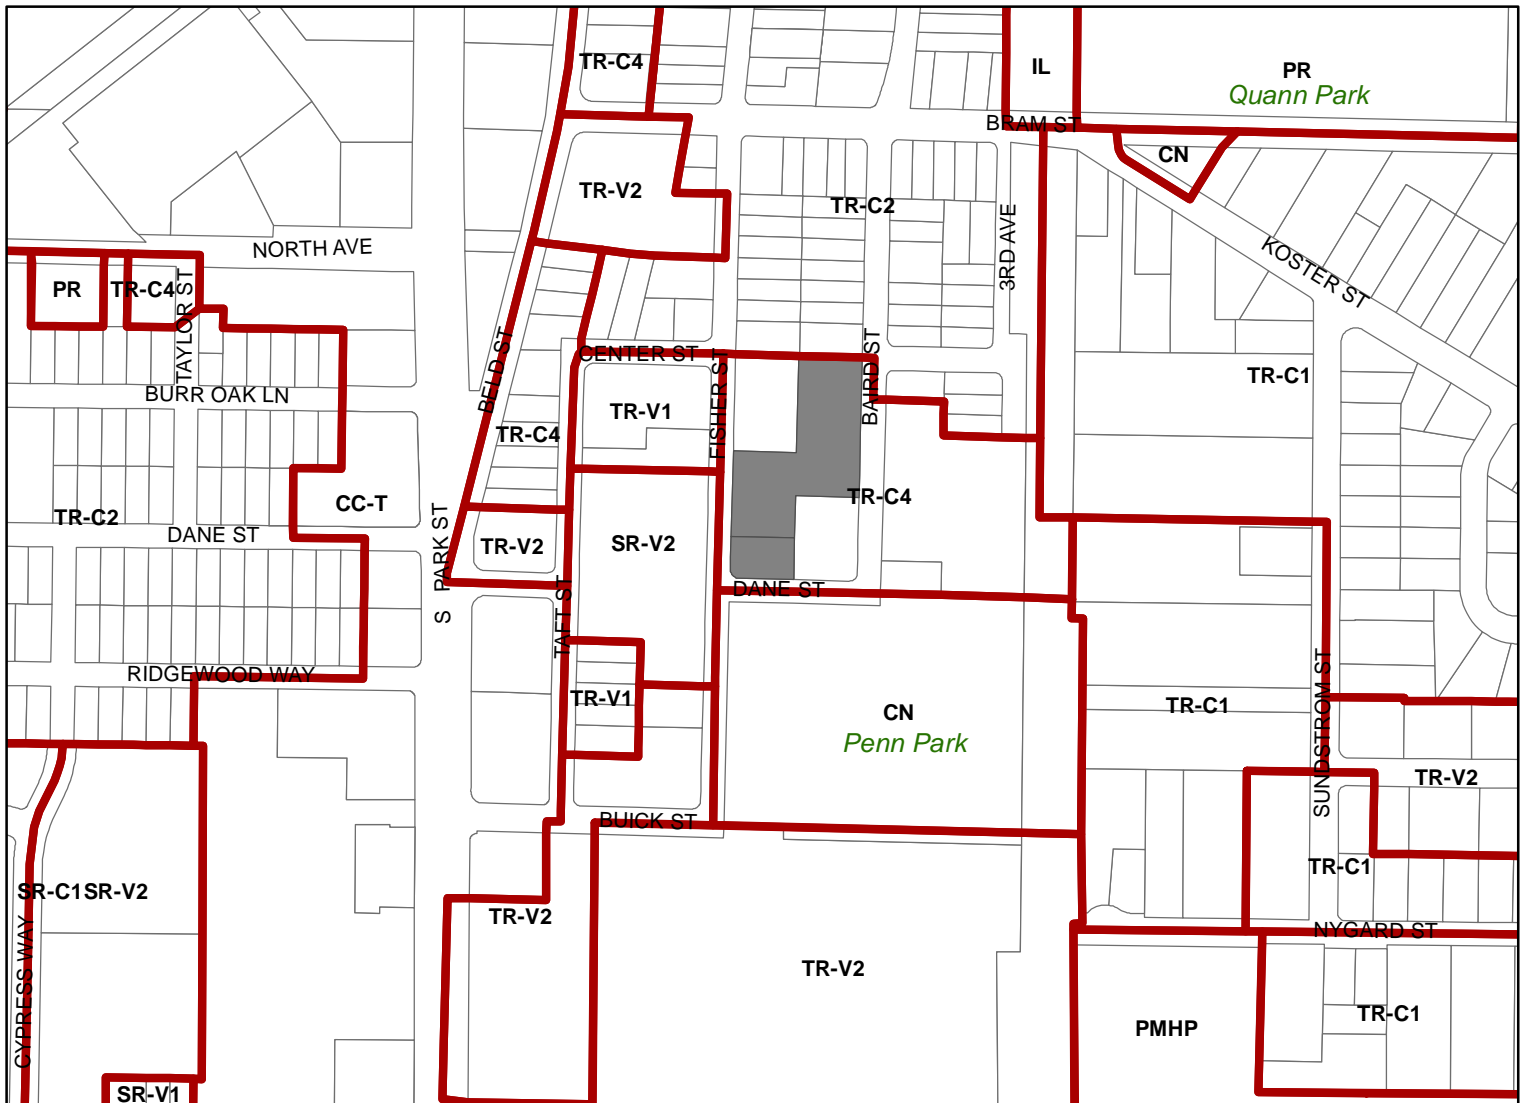 TR-C4
IL
PR
Quann Park
BRAM ST
CN
TR-V2
TR-C2
3RD AVE
KOSTER ST
NORTH AVE
PR
TR-C4
TAYLOR ST
BURR OAK LN
BELD ST
CENTER ST
FISHER ST
BAIRD ST
TR-C1
TR-V1
TR-C4
TR-C4
CC-T
TR-C2
DANE ST
S PARK ST
TR-V2
SR-V2
DANE ST
TAFT ST
RIDGEWOOD WAY
TR-V1
CN
Penn Park
TR-C1
SUNDSTROM ST
TR-V2
BUICK ST
TR-C1
SR-C1
SR-V2
CYPRESS WAY
TR-V2
TR-V2
NYGARD ST
PMHP
TR-C1
SR-V1